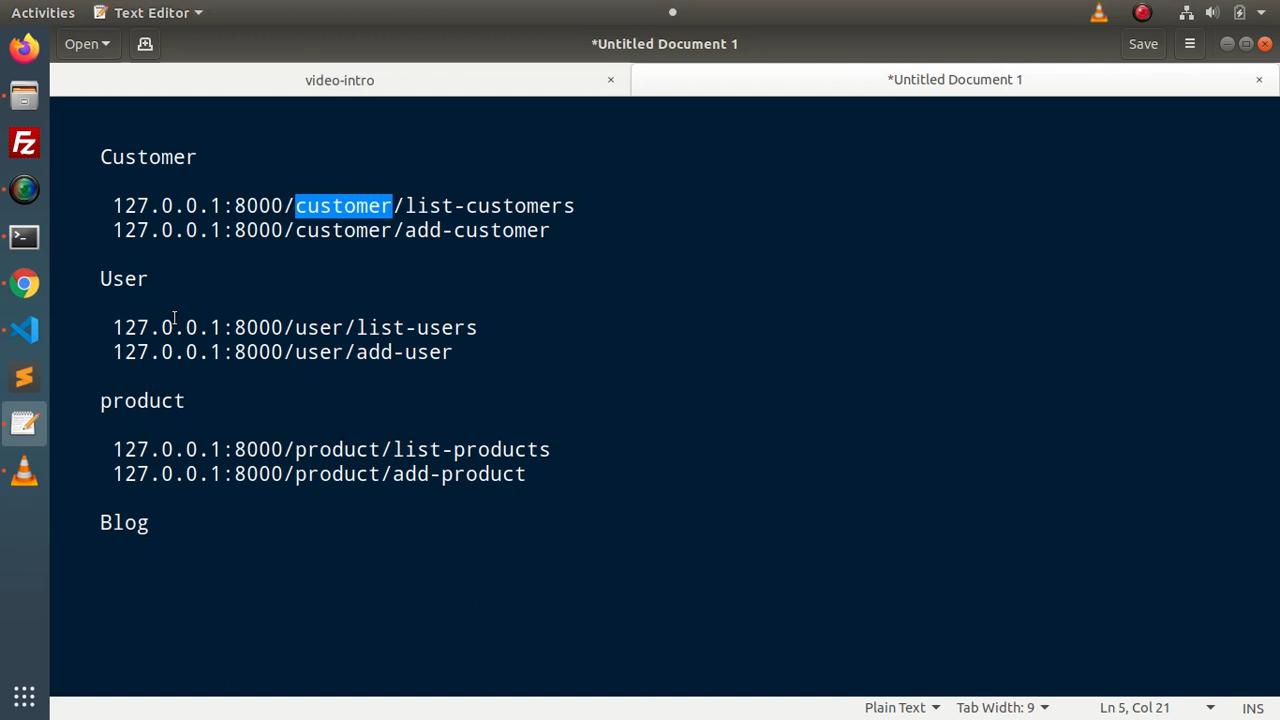 Activities Text Editor
Open *Untitled Document 1 Save
video-intro × *Untitled Document 1 ×
Customer
127.0.0.1:8000/customer/list-customers
127.0.0.1:8000/customer/add-customer
User
127.0.0.1:8000/user/list-users
127.0.0.1:8000/user/add-user
product
127.0.0.1:8000/product/list-products
127.0.0.1:8000/product/add-product
Blog
Plain Text Tab Width: 9 Ln 5, Col 21 INS